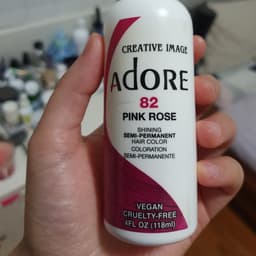 CREATIVE IMAGE
ADORE
82
PINK ROSE
SHINING
SEMI-PERMANENT
HAIR COLOR
COLORATION
SEMI-PERMANENTE
VEGAN
CRUELTY-FREE
4FL OZ (118ml)